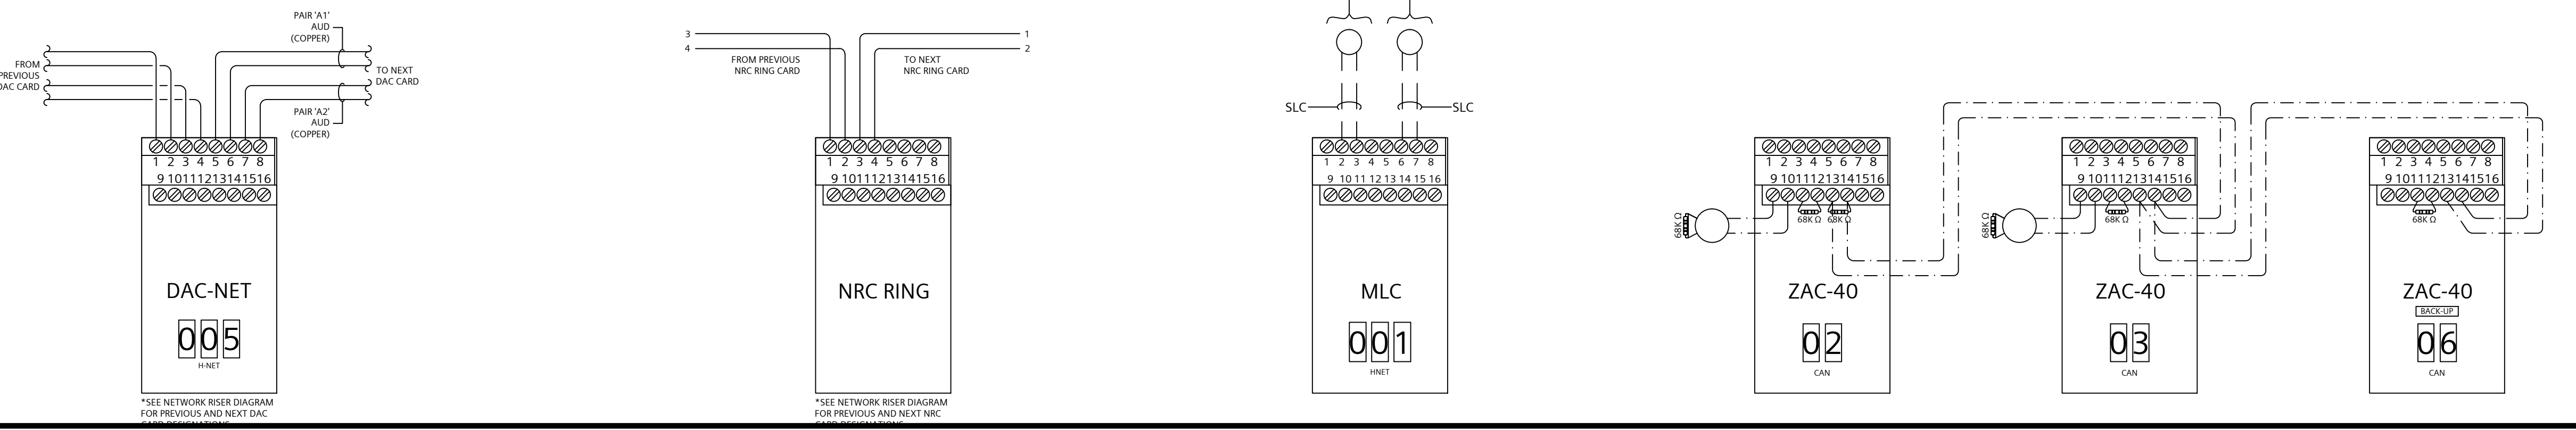 PAIR 'A1'
AUD
(COPPER)
FROM
PREVIOUS
DAC CARD
TO NEXT
DAC CARD
PAIR 'A2'
AUD
(COPPER)
1 2 3 4 5 6 7 8
9 10 11 12 13 14 15 16
DAC-NET
005
H-NET
*SEE NETWORK RISER DIAGRAM
FOR PREVIOUS AND NEXT DAC
CARD DESIGNATIONS
3
4
1
2
FROM PREVIOUS
NRC RING CARD
TO NEXT
NRC RING CARD
1 2 3 4 5 6 7 8
9 10 11 12 13 14 15 16
NRC RING
*SEE NETWORK RISER DIAGRAM
FOR PREVIOUS AND NEXT NRC
CARD DESIGNATIONS
SLC
SLC
1 2 3 4 5 6 7 8
9 10 11 12 13 14 15 16
MLC
001
HNET
1 2 3 4 5 6 7 8
9 10 11 12 13 14 15 16
68K Ω
68K Ω
68K Ω
ZAC-40
02
CAN
1 2 3 4 5 6 7 8
9 10 11 12 13 14 15 16
68K Ω
68K Ω
ZAC-40
03
CAN
1 2 3 4 5 6 7 8
9 10 11 12 13 14 15 16
68K Ω
ZAC-40
BACK-UP
06
CAN